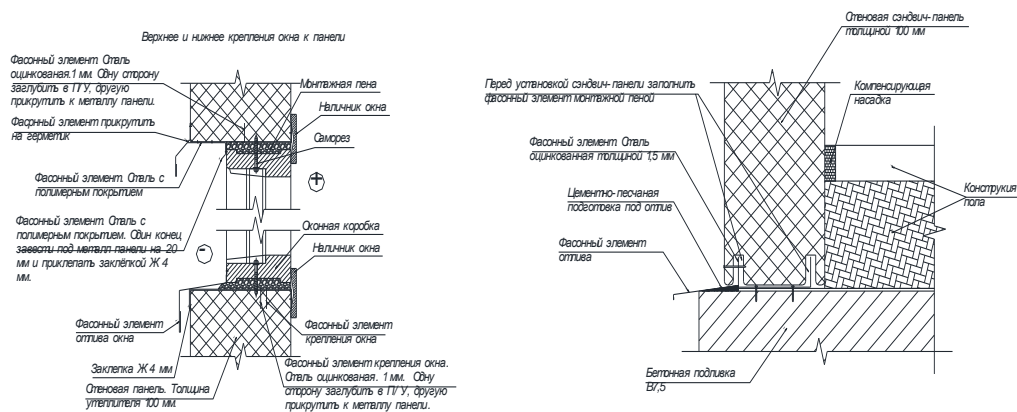 Верхнее и нижнее крепления окна к панели
Фасонный элемент. Сталь
оцинкованая.1 мм. Одну сторону
заглубить в ПГУ, другую
прикрутить к металлу панели.
Фасрнный элемент прикрутить
на герметик
Фасонный элемент. Сталь с
полимерным покрытием
Фасонный элемент. Сталь с
полимерным покрытием. Один конец
завести под металл панели на 20
мм и приклепать заклёпкой Ж 4
мм.
Фасонный элемент
отлива окна
Заклепка Ж 4 мм
Стеновая панель. Толщина
утеплителя 100 мм.
Монтажная пена
Наличник окна
Саморез
+
Оконная коробка
Наличник окна
-
Фасонный элемент
крепления окна
Фасонный элемент крепления окна.
Сталь оцинкованая. 1 мм. Одну
сторону заглубить в ПГУ, другую
прикрутить к металлу панели.
Стеновая сэндвич-панель
толщиной 100 мм
Перед установкой сэндвич-панели заполнить
фасонный элемент монтажной пеной
Компенсирующая
насадка
Фасонный элемент. Сталь
оцинкованная толщиной 1,5 мм
Цементно-песчаная
подготовка под отлив
Конструкия
пола
Фасонный элемент
отлива
Бетонная подливка
В7,5